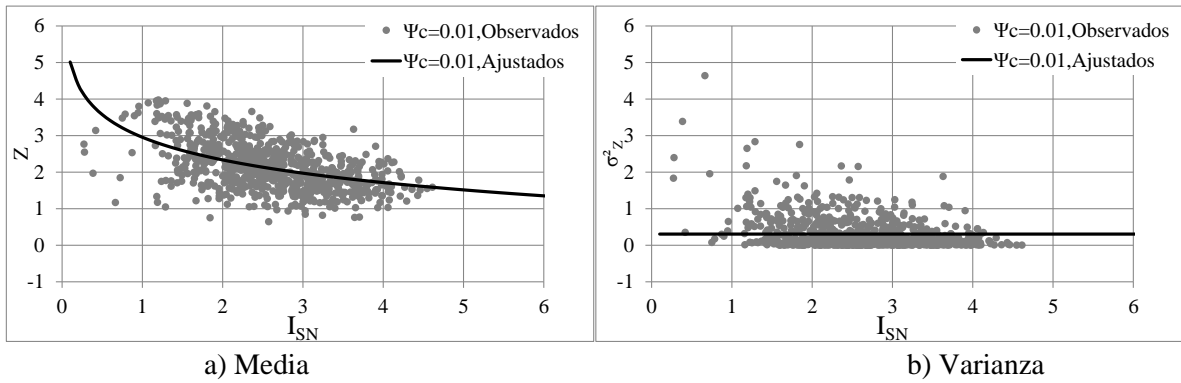 6
5
4
3
2
1
0
-1
Z
Ψc=0.01,Observados
Ψc=0.01,Ajustados
0 1 2 3 4 5 6
I_SN
a) Media
6
5
4
3
2
1
0
-1
σ²_Z
Ψc=0.01,Observados
Ψc=0.01,Ajustados
0 1 2 3 4 5 6
I_SN
b) Varianza